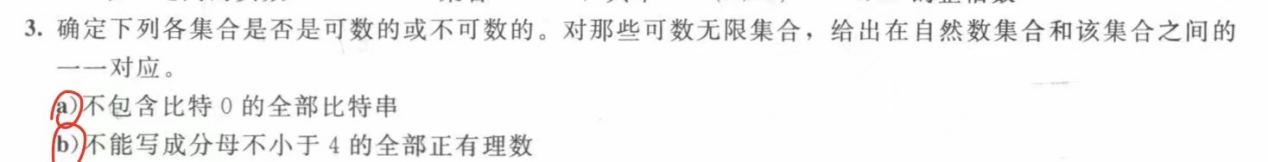 3. 确定下列各集合是否是可数的或不可数的。对那些可数无限集合，给出在自然数集合和该集合之间的
一一对应。
a)不包含比特 0 的全部比特串
b)不能写成分母不小于 4 的全部正有理数